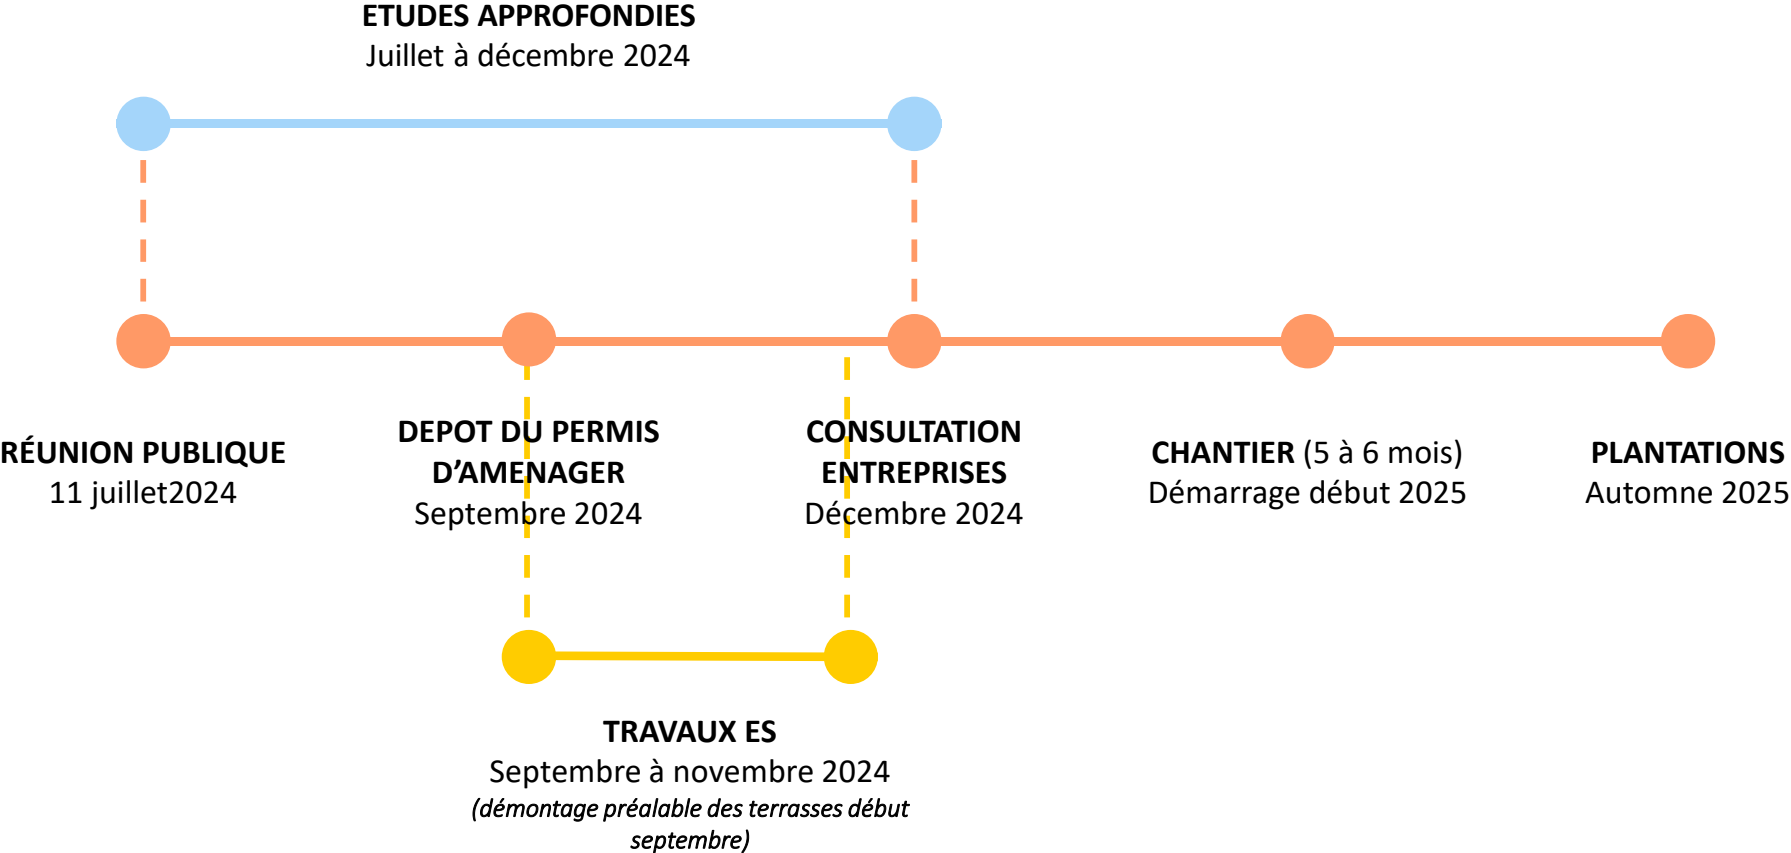 ETUDES APPROFONDIES
Juillet à décembre 2024
RÉUNION PUBLIQUE
11 juillet2024
DEPOT DU PERMIS
D’AMENAGER
Septembre 2024
CONSULTATION
ENTREPRISES
Décembre 2024
CHANTIER (5 à 6 mois)
Démarrage début 2025
PLANTATIONS
Automne 2025
TRAVAUX ES
Septembre à novembre 2024
(démontage préalable des terrasses début
septembre)